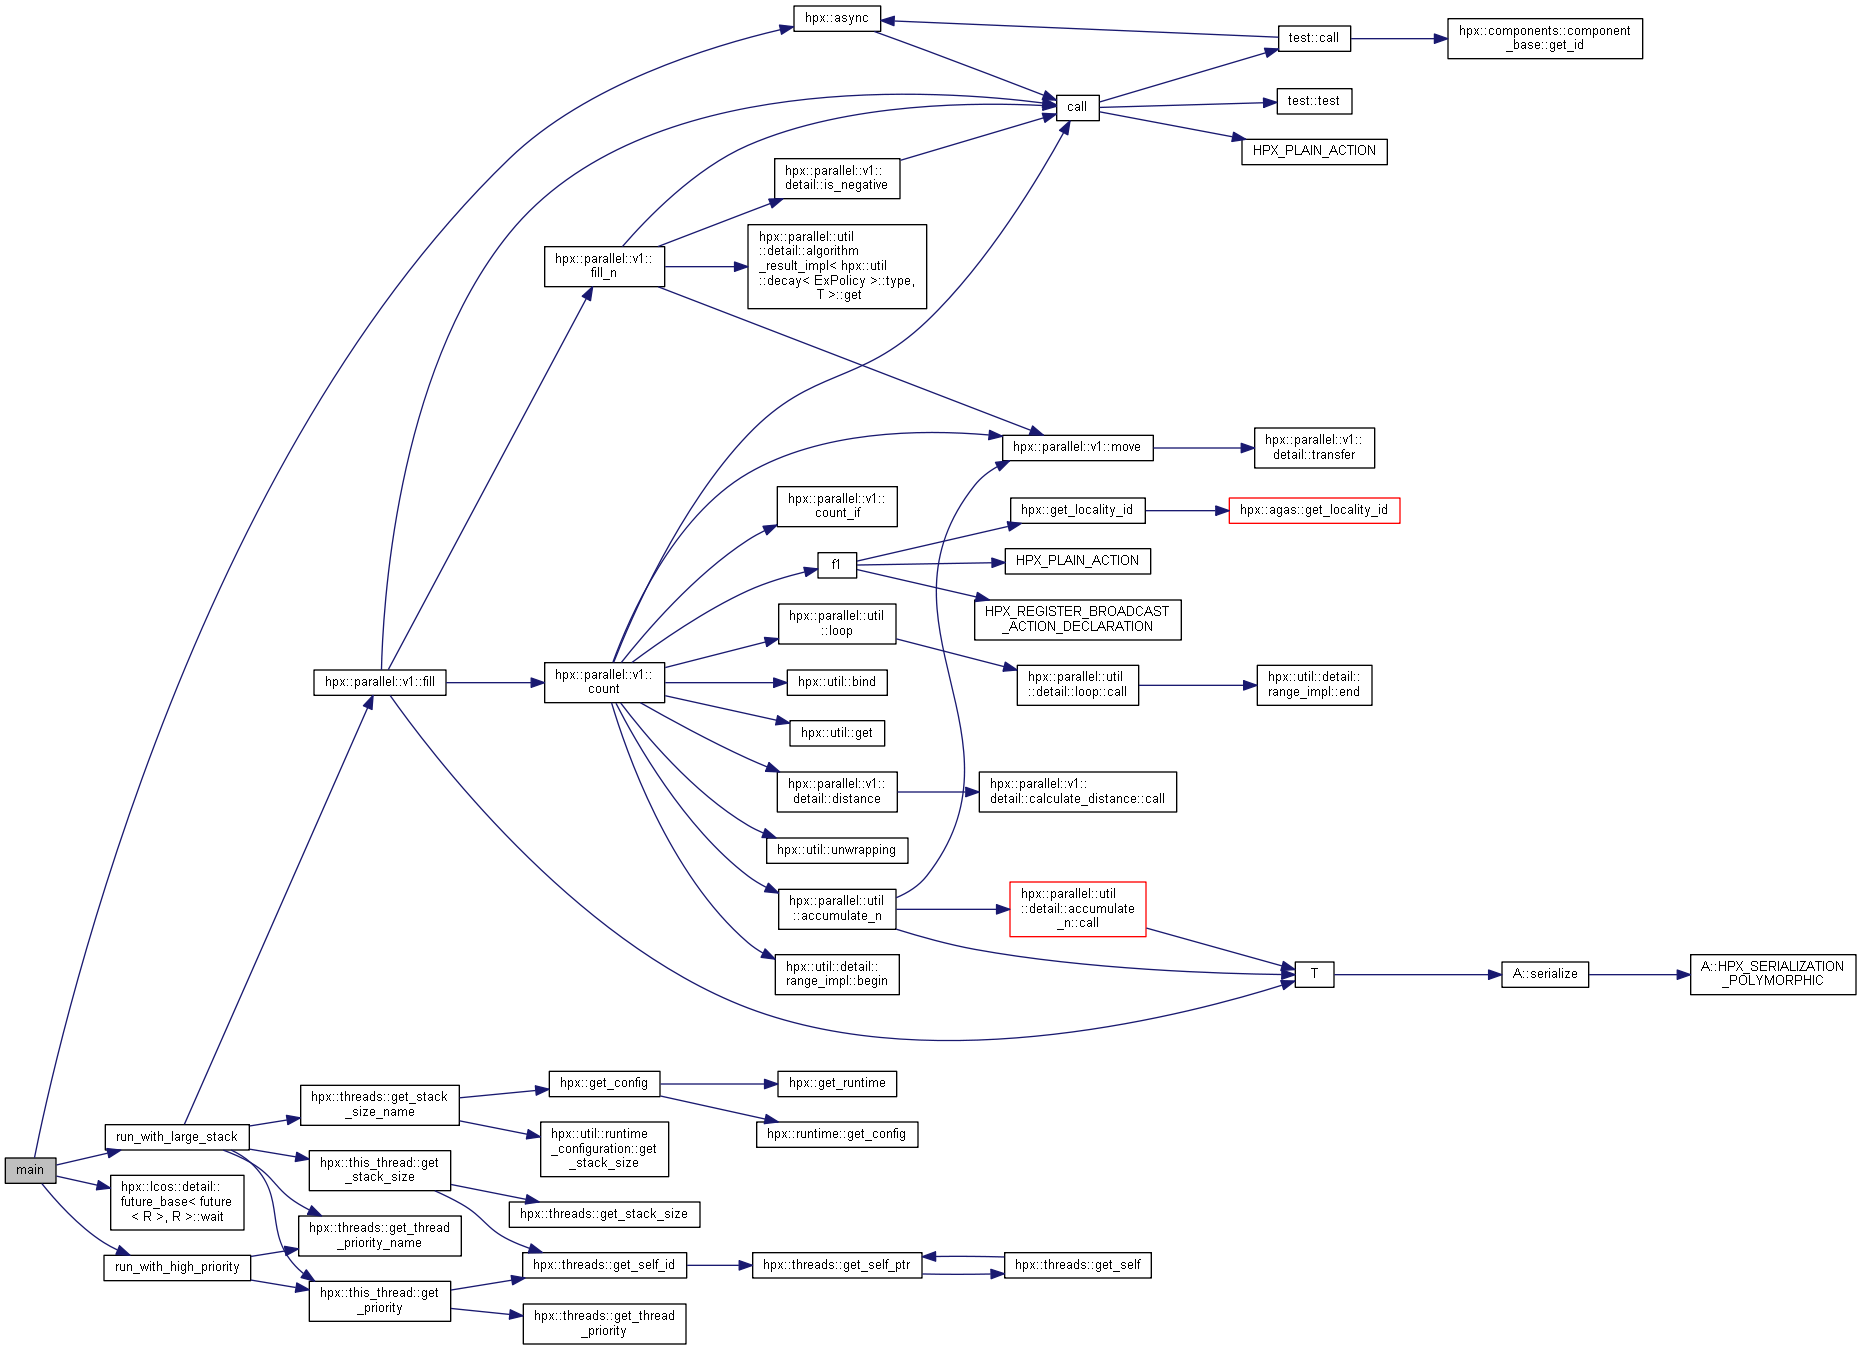 hpx::async
test::call
hpx::components::component
_base::get_id
call
test::test
HPX_PLAIN_ACTION
hpx::parallel::v1::
detail::is_negative
hpx::parallel::v1::
fill_n
hpx::parallel::util
::detail::algorithm
_result_impl< hpx::util
::decay< ExPolicy >::type,
T >::get
hpx::parallel::v1::move
hpx::parallel::v1::
detail::transfer
hpx::parallel::v1::
count_if
hpx::get_locality_id
hpx::agas::get_locality_id
f1
HPX_PLAIN_ACTION
HPX_REGISTER_BROADCAST
_ACTION_DECLARATION
hpx::parallel::util
::loop
hpx::parallel::v1::fill
hpx::parallel::v1::
count
hpx::util::bind
hpx::parallel::util
::detail::loop::call
hpx::util::detail::
range_impl::end
hpx::util::get
hpx::parallel::v1::
detail::distance
hpx::parallel::v1::
detail::calculate_distance::call
hpx::util::unwrapping
hpx::parallel::util
::accumulate_n
hpx::parallel::util
::detail::accumulate
_n::call
hpx::util::detail::
range_impl::begin
T
A::serialize
A::HPX_SERIALIZATION
_POLYMORPHIC
hpx::threads::get_stack
_size_name
hpx::get_config
hpx::get_runtime
run_with_large_stack
hpx::util::runtime
_configuration::get
_stack_size
hpx::runtime::get_config
main
hpx::this_thread::get
_stack_size
hpx::lcos::detail::
future_base< future
< R >, R >::wait
hpx::threads::get_stack_size
hpx::threads::get_thread
_priority_name
run_with_high_priority
hpx::threads::get_self_id
hpx::threads::get_self_ptr
hpx::threads::get_self
hpx::this_thread::get
_priority
hpx::threads::get_thread
_priority